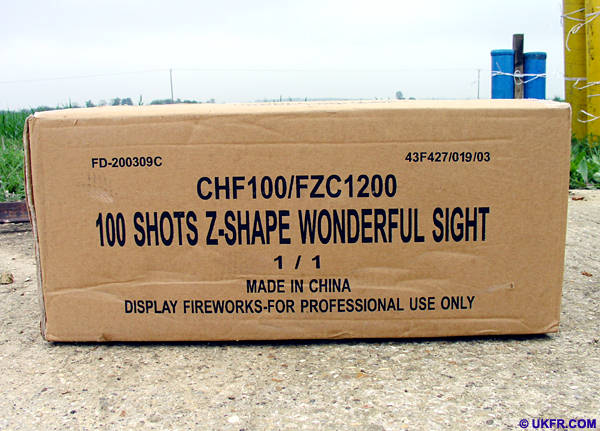 FD-200309C 43F427/019/03
CHF100/FZC1200
100 SHOTS Z-SHAPE WONDERFUL SIGHT
1 / 1
MADE IN CHINA
DISPLAY FIREWORKS-FOR PROFESSIONAL USE ONLY
© UKFR.COM